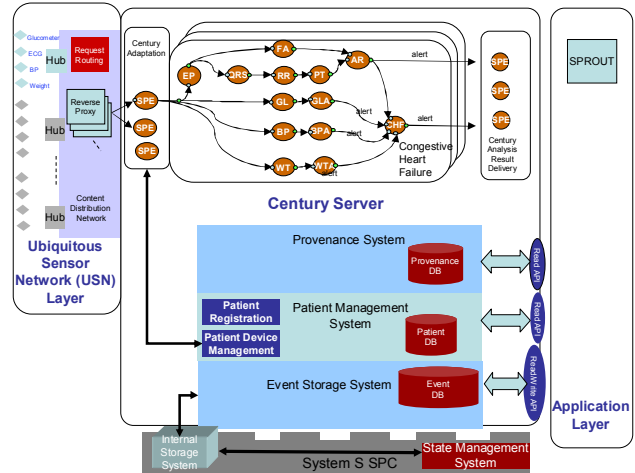 Glucometer
ECG
BP
Weight
Hub
Request
Routing
Reverse
Proxy
Hub
Content
Distribution
Network
Hub
Ubiquitous
Sensor
Network (USN)
Layer
Century
Adaptation
SPE
SPE
SPE
EP
QRS
FA
RR
PT
AR
GL
GLA
BP
BPA
WT
WTA
CHF
alert
alert
alert
alert
alert
Congestive
Heart
Failure
SPE
SPE
SPE
Century
Analysis
Result
Delivery
Century Server
Provenance System
Provenance
DB
Read API
Patient
Registration
Patient Device
Management
Patient Management
System
Patient
DB
Read API
Event Storage System
Event
DB
Read/Write API
Internal
Storage
System
System S SPC
State Management
System
SPROUT
Application
Layer